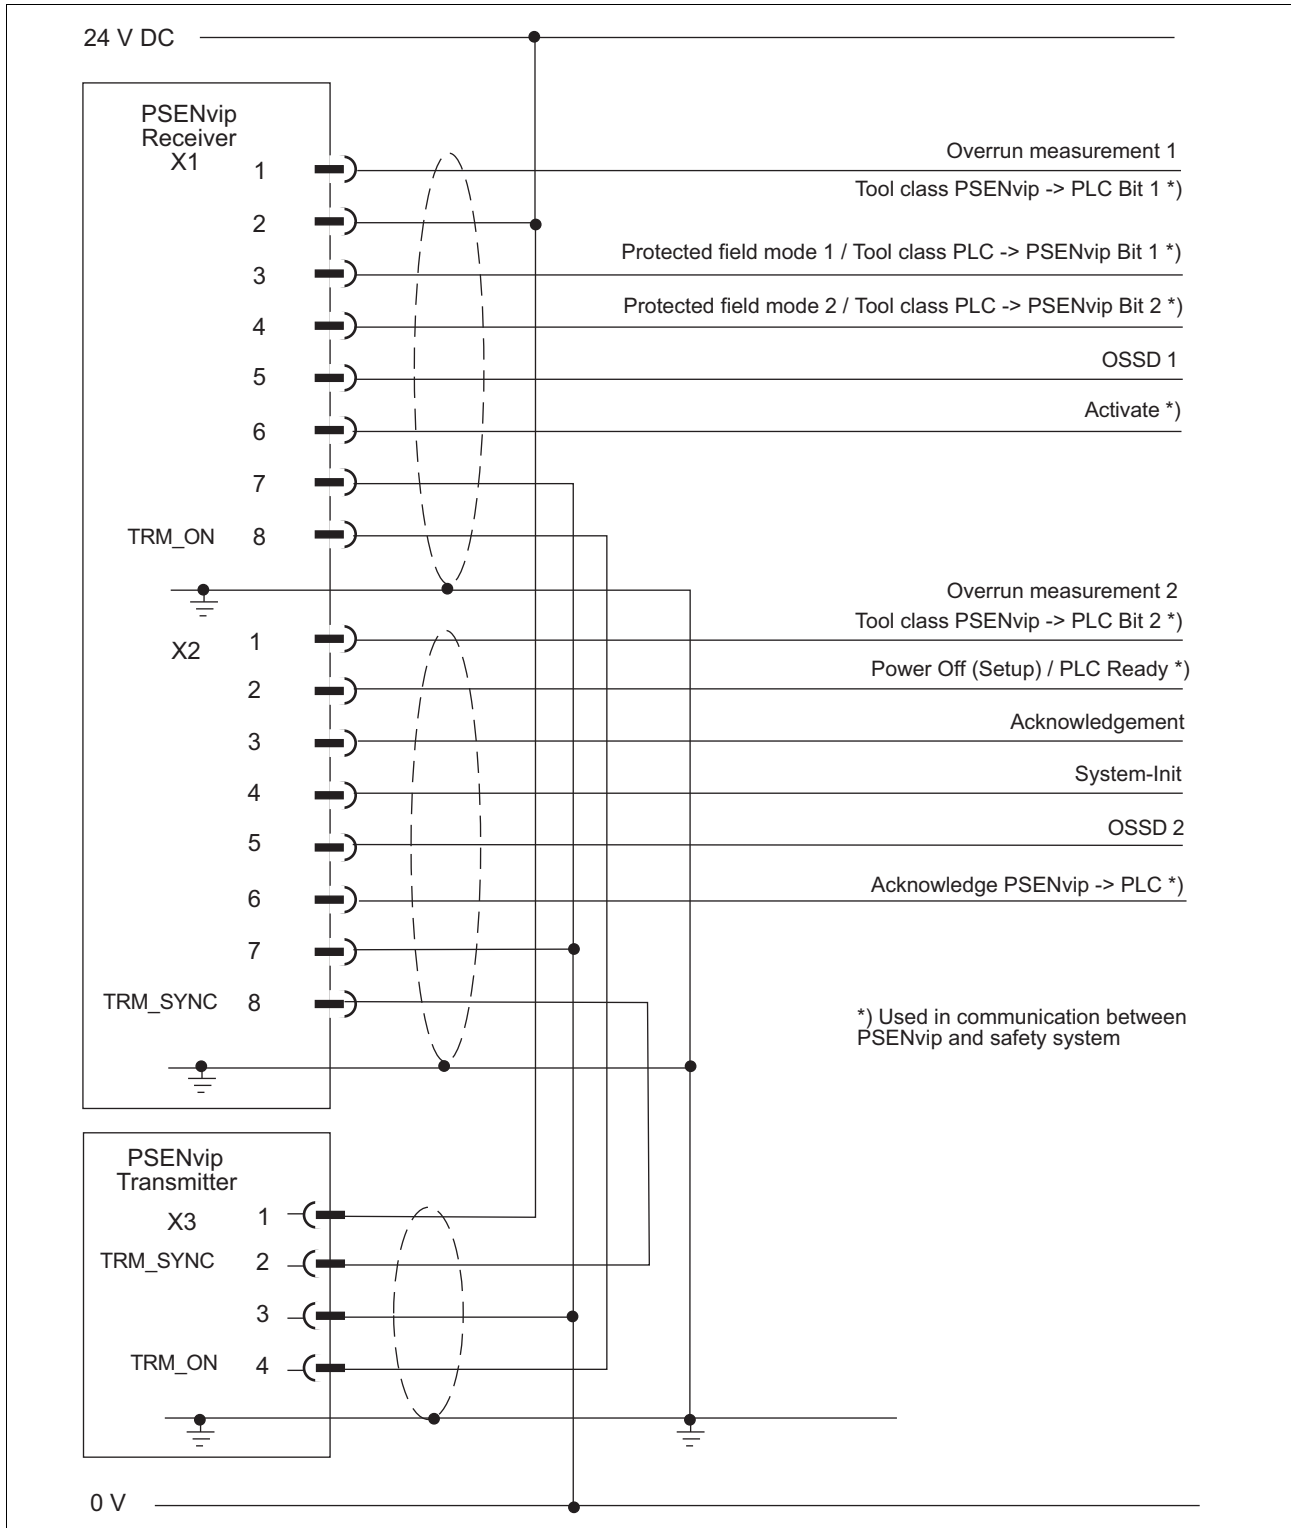 24 V DC
PSENvip
Receiver
X1
1
Overrun measurement 1
Tool class PSENvip -> PLC Bit 1 *)
2
Protected field mode 1 / Tool class PLC -> PSENvip Bit 1 *)
3
Protected field mode 2 / Tool class PLC -> PSENvip Bit 2 *)
4
OSSD 1
5
Activate *)
6
7
TRM_ON 8
Overrun measurement 2
Tool class PSENvip -> PLC Bit 2 *)
X2
1
Power Off (Setup) / PLC Ready *)
2
Acknowledgement
3
System-Init
4
OSSD 2
5
Acknowledge PSENvip -> PLC *)
6
7
TRM_SYNC 8
*) Used in communication between
PSENvip and safety system
PSENvip
Transmitter
X3 1
TRM_SYNC 2
3
TRM_ON 4
0 V